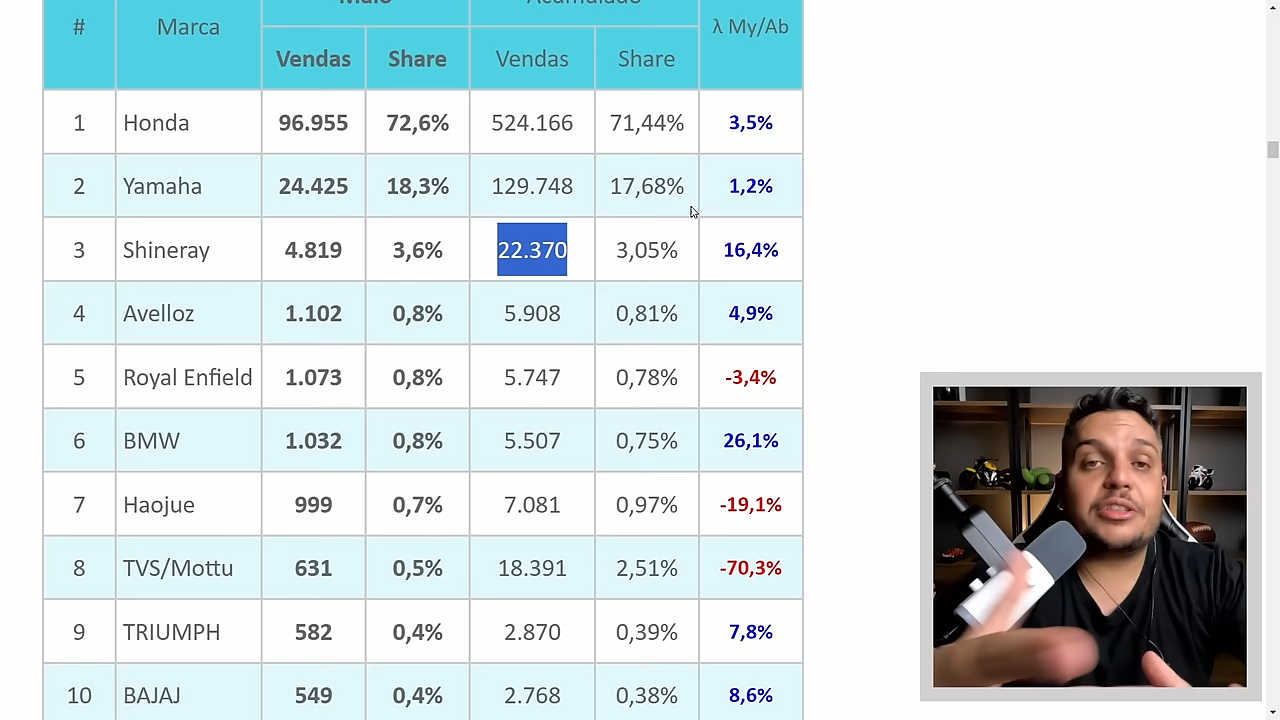 # Marca Maio Acumulado λ My/Ab
Vendas Share Vendas Share
1 Honda 96.955 72,6% 524.166 71,44% 3,5%
2 Yamaha 24.425 18,3% 129.748 17,68% 1,2%
3 Shineray 4.819 3,6% 22.370 3,05% 16,4%
4 Avelloz 1.102 0,8% 5.908 0,81% 4,9%
5 Royal Enfield 1.073 0,8% 5.747 0,78% -3,4%
6 BMW 1.032 0,8% 5.507 0,75% 26,1%
7 Haojue 999 0,7% 7.081 0,97% -19,1%
8 TVS/Mottu 631 0,5% 18.391 2,51% -70,3%
9 TRIUMPH 582 0,4% 2.870 0,39% 7,8%
10 BAJAJ 549 0,4% 2.768 0,38% 8,6%